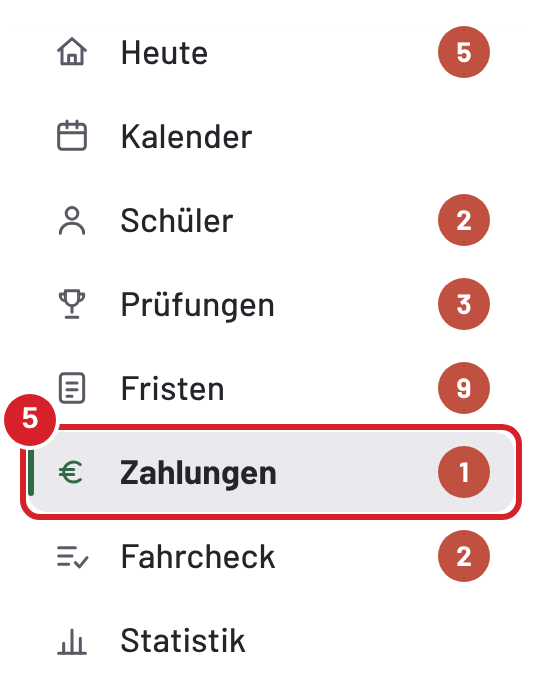 Heute 5
Kalender
Schüler 2
Prüfungen 3
Fristen 9
5
€ Zahlungen 1
Fahrcheck 2
Statistik